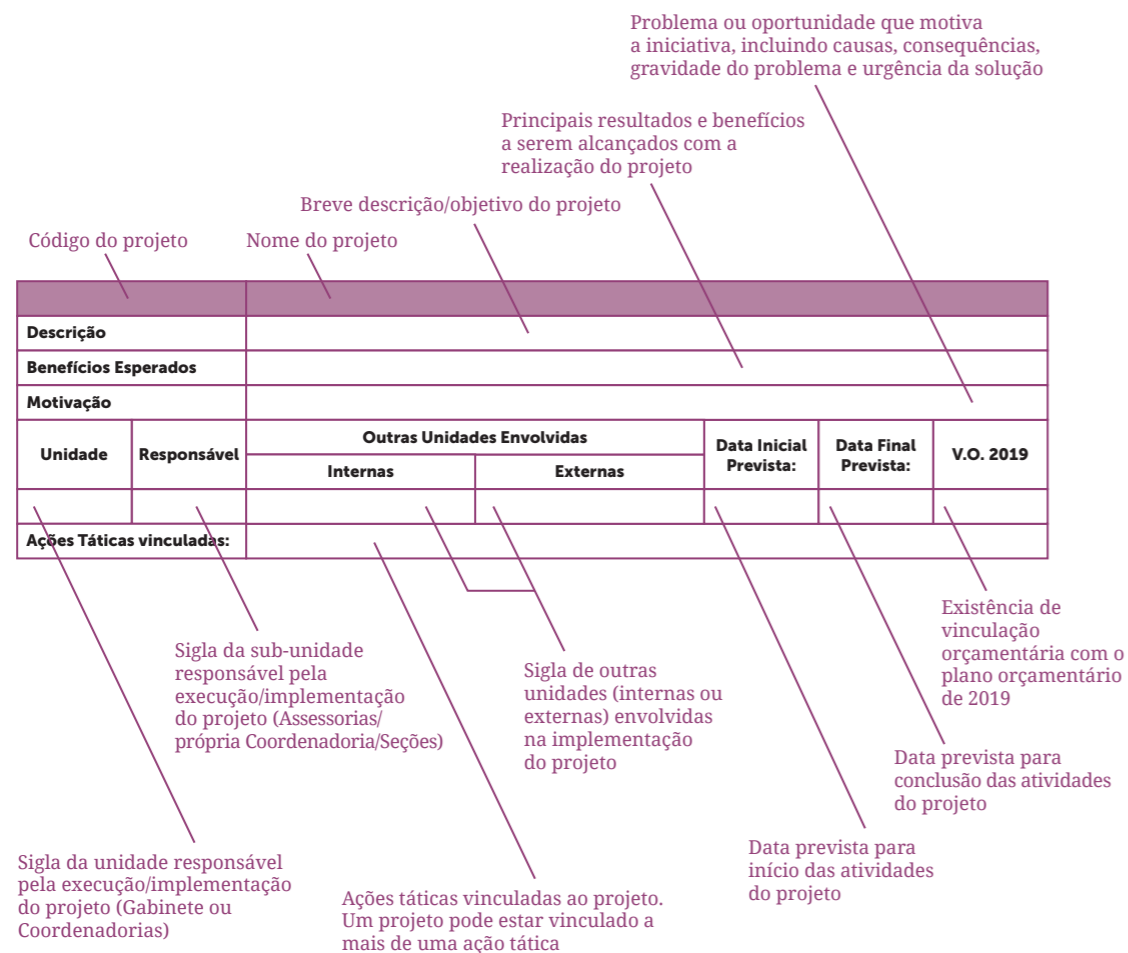 Problema ou oportunidade que motiva
a iniciativa, incluindo causas, consequências,
gravidade do problema e urgência da solução
Principais resultados e benefícios
a serem alcançados com a
realização do projeto
Breve descrição/objetivo do projeto
Código do projeto
Nome do projeto
Descrição
Benefícios Esperados
Motivação
Unidade
Responsável
Outras Unidades Envolvidas
Internas
Externas
Data Inicial
Prevista:
Data Final
Prevista:
V.O. 2019
Ações Táticas vinculadas:
Sigla da sub-unidade
responsável pela
execução/implementação
do projeto (Assessorias/
própria Coordenadoria/Seções)
Sigla de outras
unidades (internas ou
externas) envolvidas
na implementação
do projeto
Existência de
vinculação
orçamentária com o
plano orçamentário
de 2019
Data prevista para
conclusão das atividades
do projeto
Data prevista para
início das atividades
do projeto
Sigla da unidade responsável
pela execução/implementação
do projeto (Gabinete ou
Coordenadorias)
Ações táticas vinculadas ao projeto.
Um projeto pode estar vinculado a
mais de uma ação tática